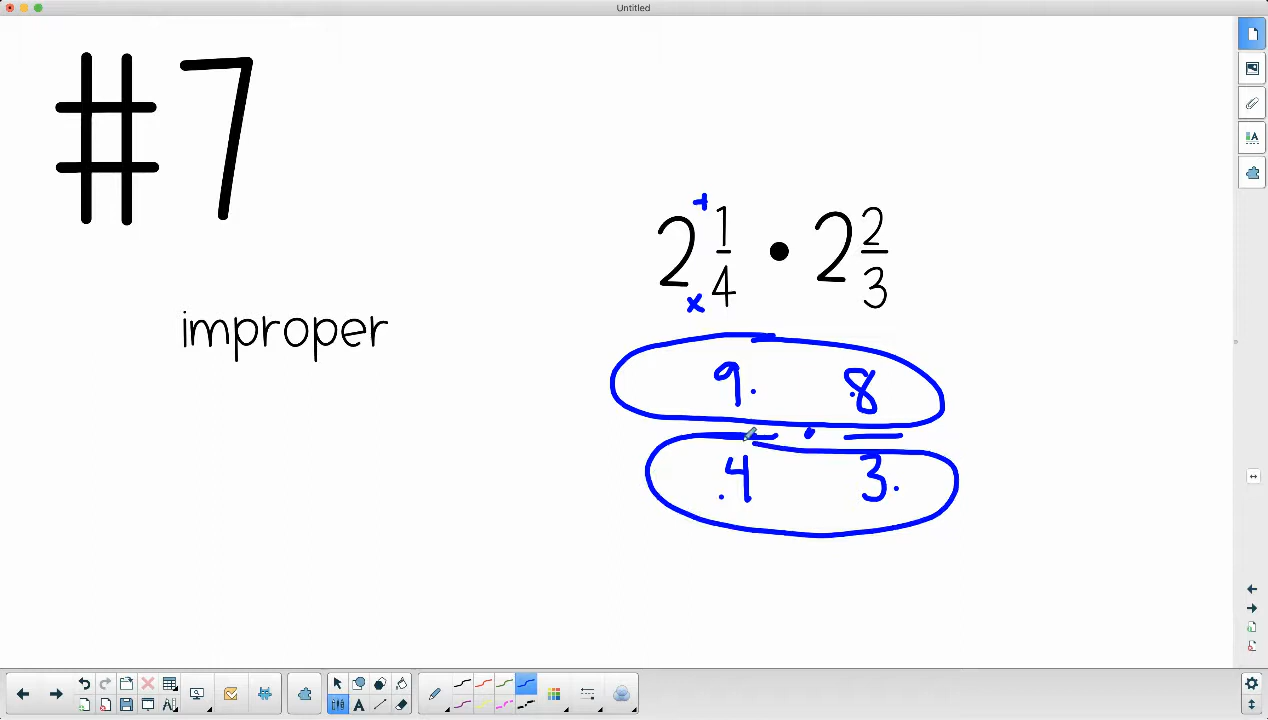 Untitled
#7
+
2 1/4 • 2 2/3
x
improper
9. .8
— • —
.4 3.